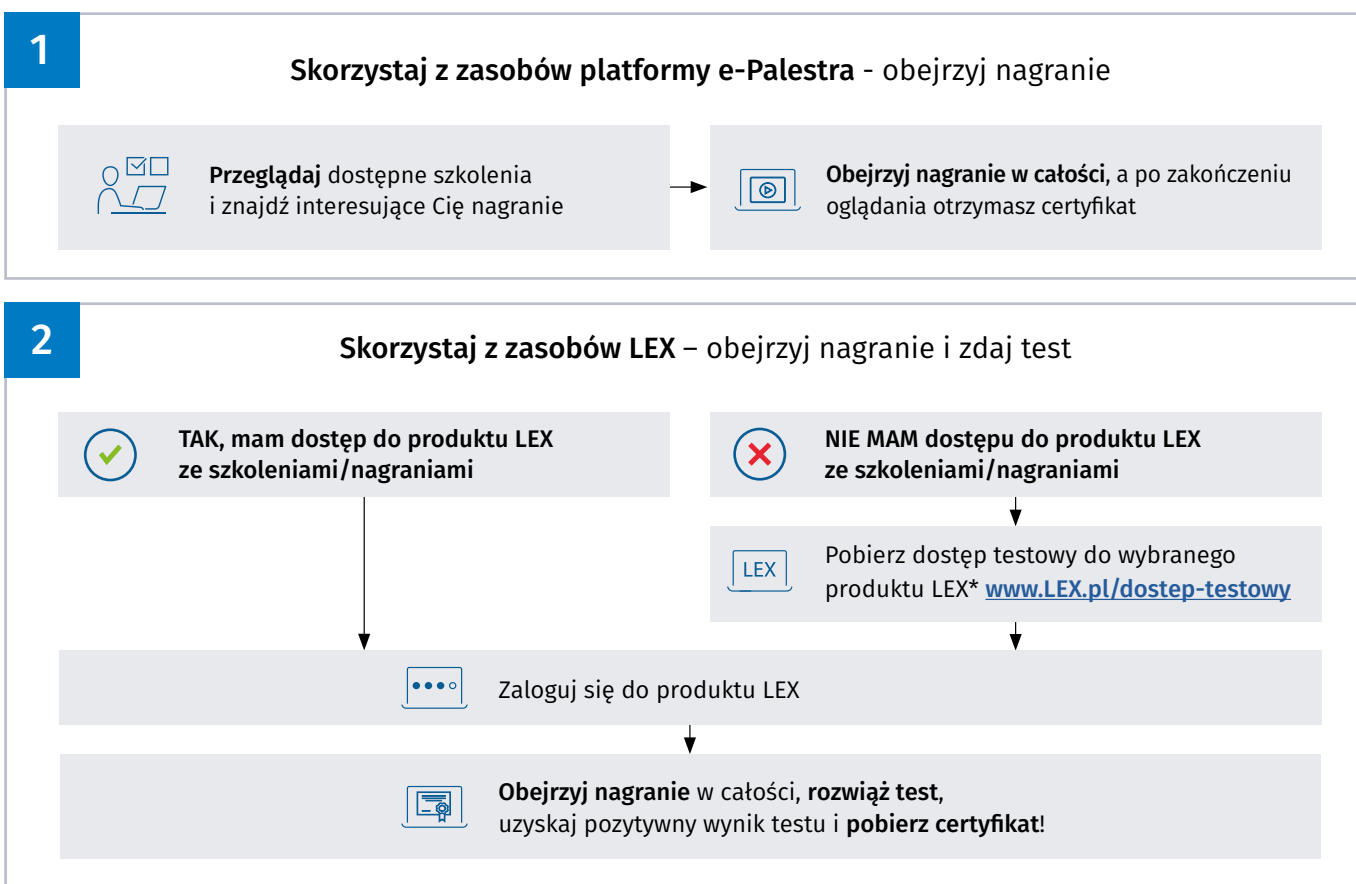 1
Skorzystaj z zasobów platformy e-Palestra - obejrzyj nagranie
Przeglądaj dostępne szkolenia
i znajdź interesujące Cię nagranie
Obejrzyj nagranie w całości, a po zakończeniu
oglądania otrzymasz certyfikat
2
Skorzystaj z zasobów LEX – obejrzyj nagranie i zdaj test
TAK, mam dostęp do produktu LEX
ze szkoleniami/nagraniami
NIE MAM dostępu do produktu LEX
ze szkoleniami/nagraniami
LEX
Pobierz dostęp testowy do wybranego
produktu LEX* www.LEX.pl/dostep-testowy
Zaloguj się do produktu LEX
Obejrzyj nagranie w całości, rozwiąż test,
uzyskaj pozytywny wynik testu i pobierz certyfikat!